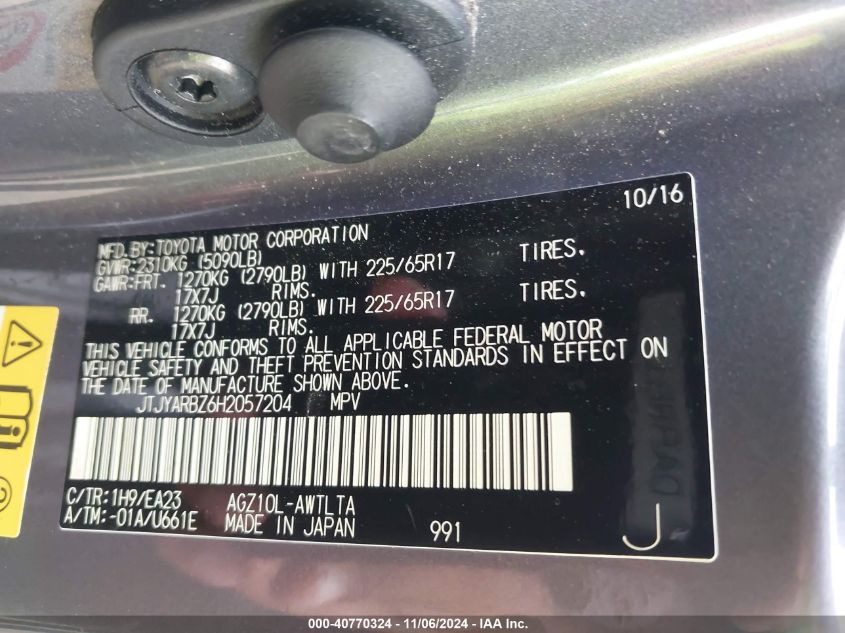 10/16
MFD.BY:TOYOTA MOTOR CORPORATION
GVWR:2310KG (5090LB)
GAWR:FRT. 1270KG (2790LB) WITH 225/65R17 TIRES.
17X7J RIMS.
RR. 1270KG (2790LB) WITH 225/65R17 TIRES.
17X7J RIMS.
THIS VEHICLE CONFORMS TO ALL APPLICABLE FEDERAL MOTOR
VEHICLE SAFETY AND THEFT PREVENTION STANDARDS IN EFFECT ON
THE DATE OF MANUFACTURE SHOWN ABOVE.
JTJYARBZ6H2057204 MPV
C/TR:1H9/EA23 AGZ10L-AWTLTA
A/TM:-01A/U661E MADE IN JAPAN 991
J
000-40770324 - 11/06/2024 - IAA Inc.